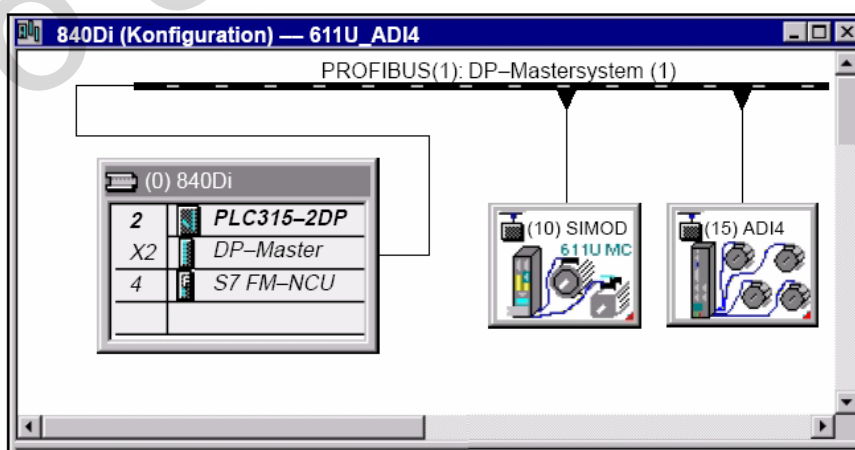 840Di (Konfiguration) — 611U_ADI4
PROFIBUS(1): DP–Mastersystem (1)
(0) 840Di
2 PLC315–2DP
X2 DP–Master
4 S7 FM–NCU
(10) SIMOD
611U MC
(15) ADI4